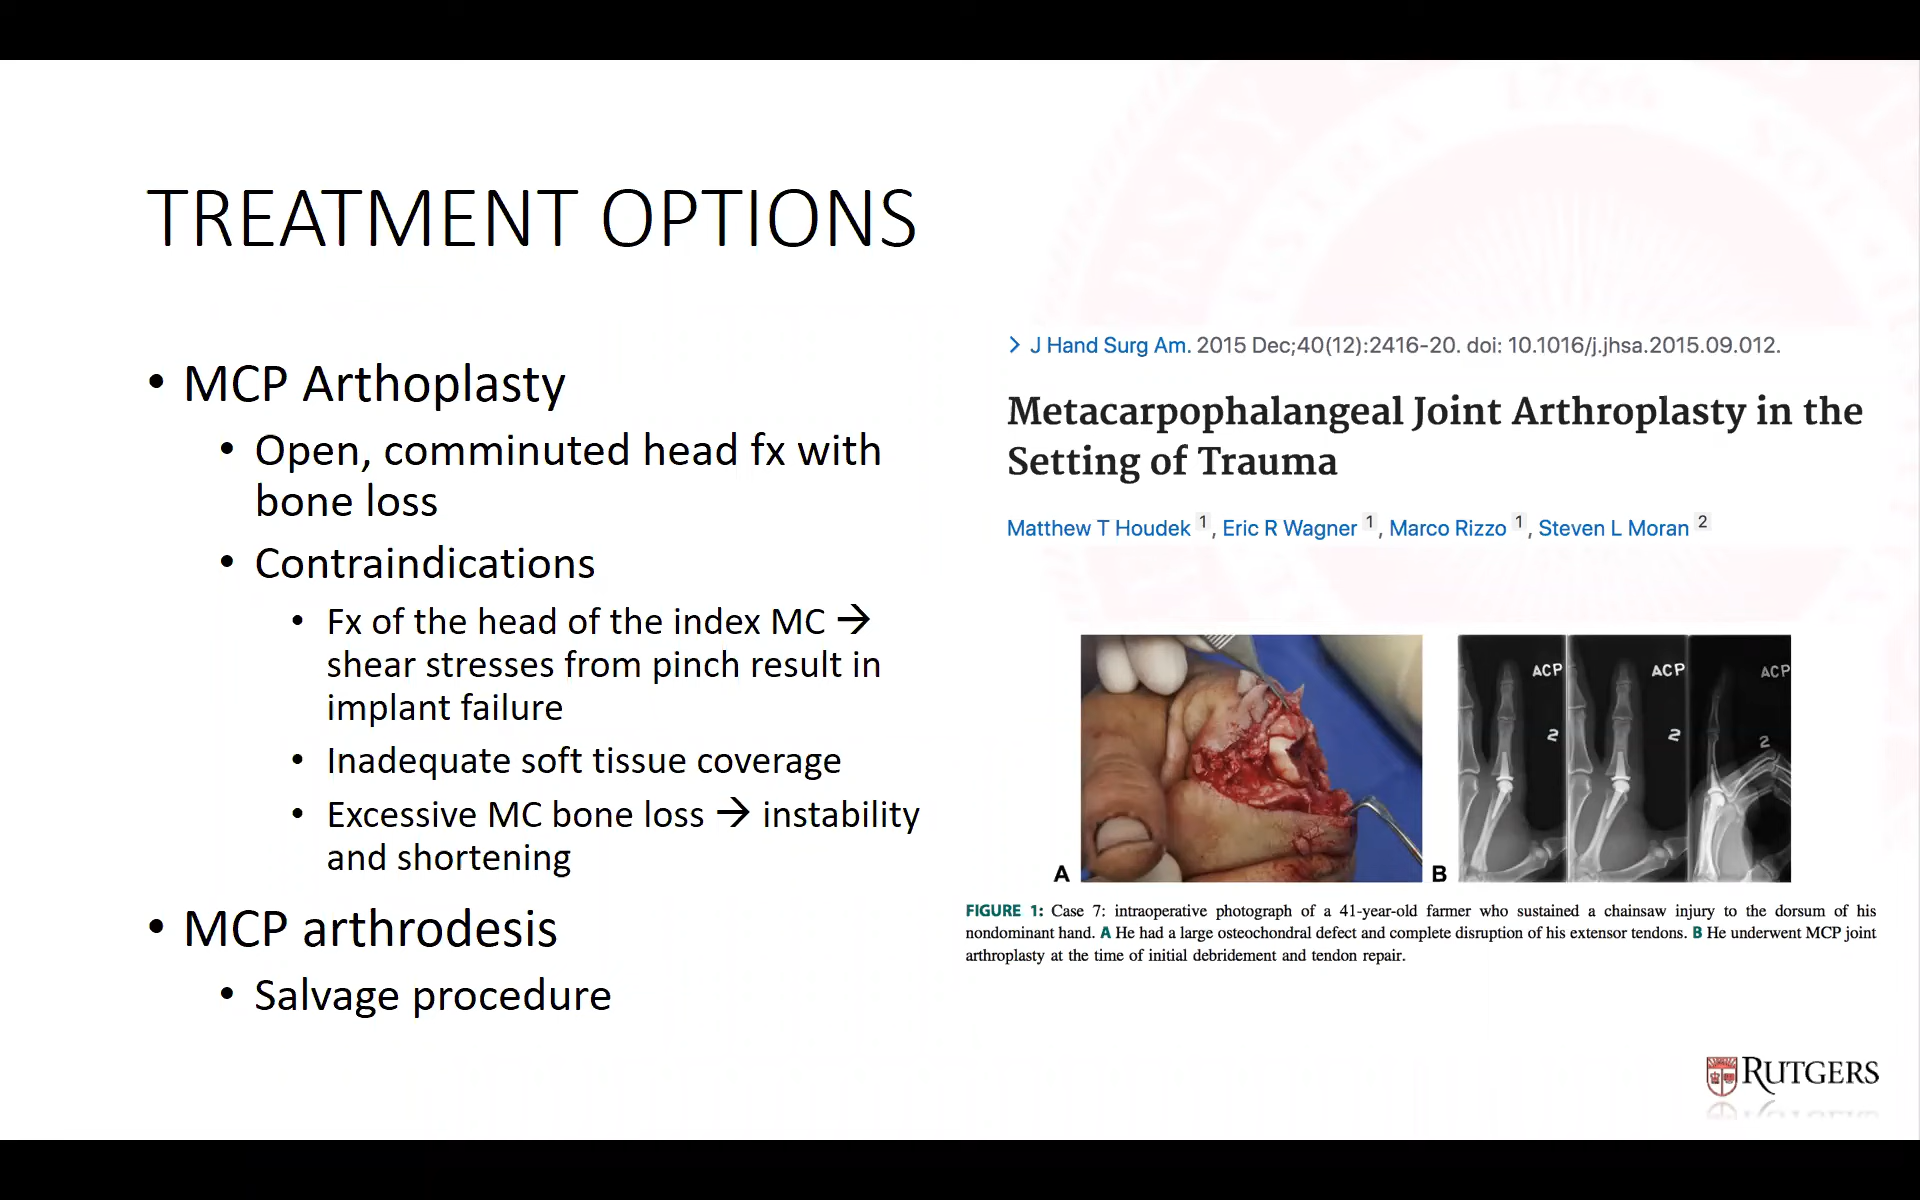 TREATMENT OPTIONS
• MCP Arthoplasty
• Open, comminuted head fx with
bone loss
• Contraindications
• Fx of the head of the index MC →
shear stresses from pinch result in
implant failure
• Inadequate soft tissue coverage
• Excessive MC bone loss → instability
and shortening
• MCP arthrodesis
• Salvage procedure
> J Hand Surg Am. 2015 Dec;40(12):2416-20. doi: 10.1016/j.jhsa.2015.09.012.
Metacarpophalangeal Joint Arthroplasty in the
Setting of Trauma
Matthew T Houdek 1, Eric R Wagner 1, Marco Rizzo 1, Steven L Moran 2
ACP ACP ACP
2 2 2
A B
FIGURE 1: Case 7: intraoperative photograph of a 41-year-old farmer who sustained a chainsaw injury to the dorsum of his
nondominant hand. A He had a large osteochondral defect and complete disruption of his extensor tendons. B He underwent MCP joint
arthroplasty at the time of initial debridement and tendon repair.
RUTGERS